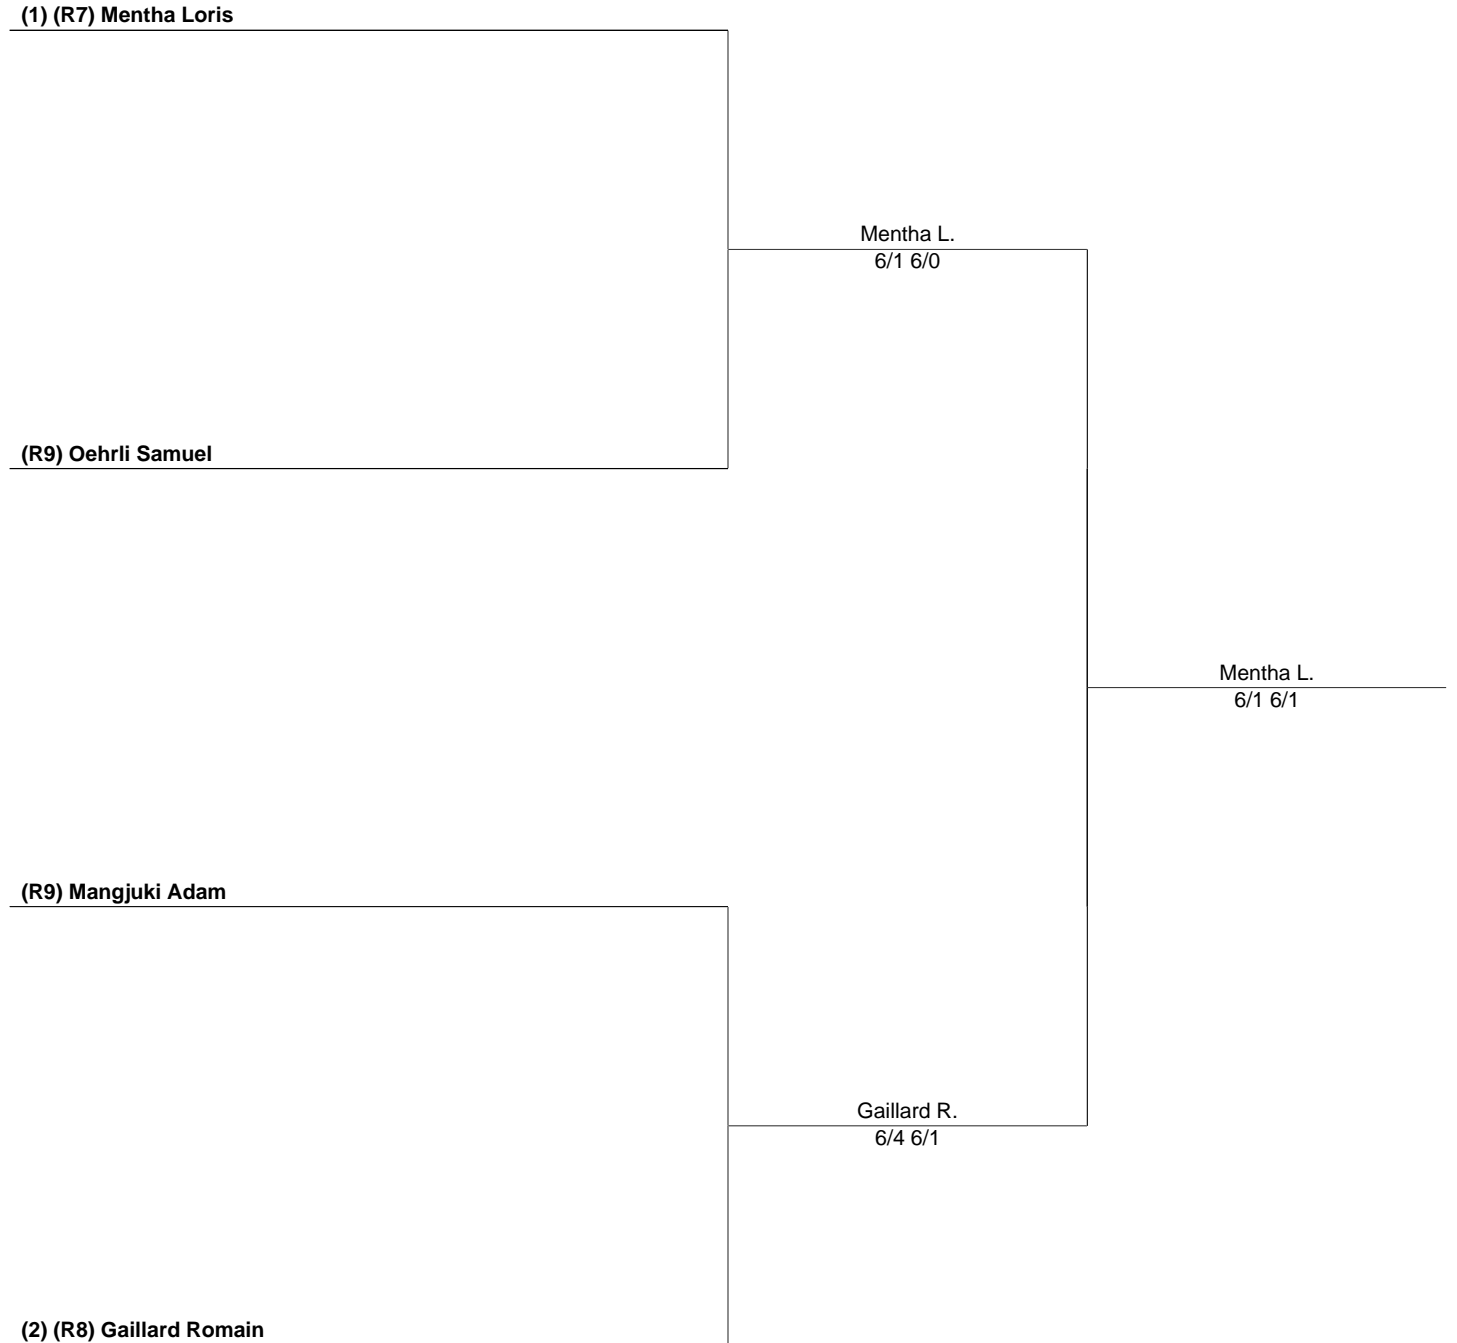 (1) (R7) Mentha Loris
Mentha L.
6/1 6/0
(R9) Oehrli Samuel
Mentha L.
6/1 6/1
(R9) Mangjuki Adam
Gaillard R.
6/4 6/1
(2) (R8) Gaillard Romain